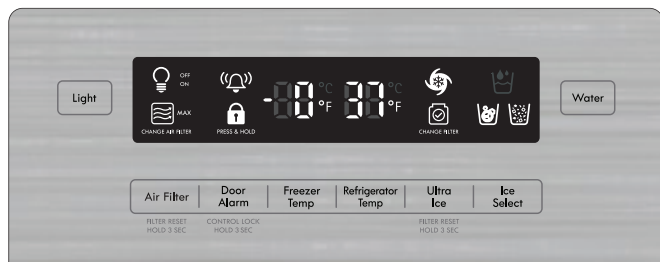 Light
OFF
ON
MAX
CHANGE AIR FILTER
PRESS & HOLD
-0 °F
°C
37 °F
°C
CHANGE FILTER
Water
Air Filter
Door
Alarm
Freezer
Temp
Refrigerator
Temp
Ultra
Ice
Ice
Select
FILTER RESET
HOLD 3 SEC
CONTROL LOCK
HOLD 3 SEC
FILTER RESET
HOLD 3 SEC